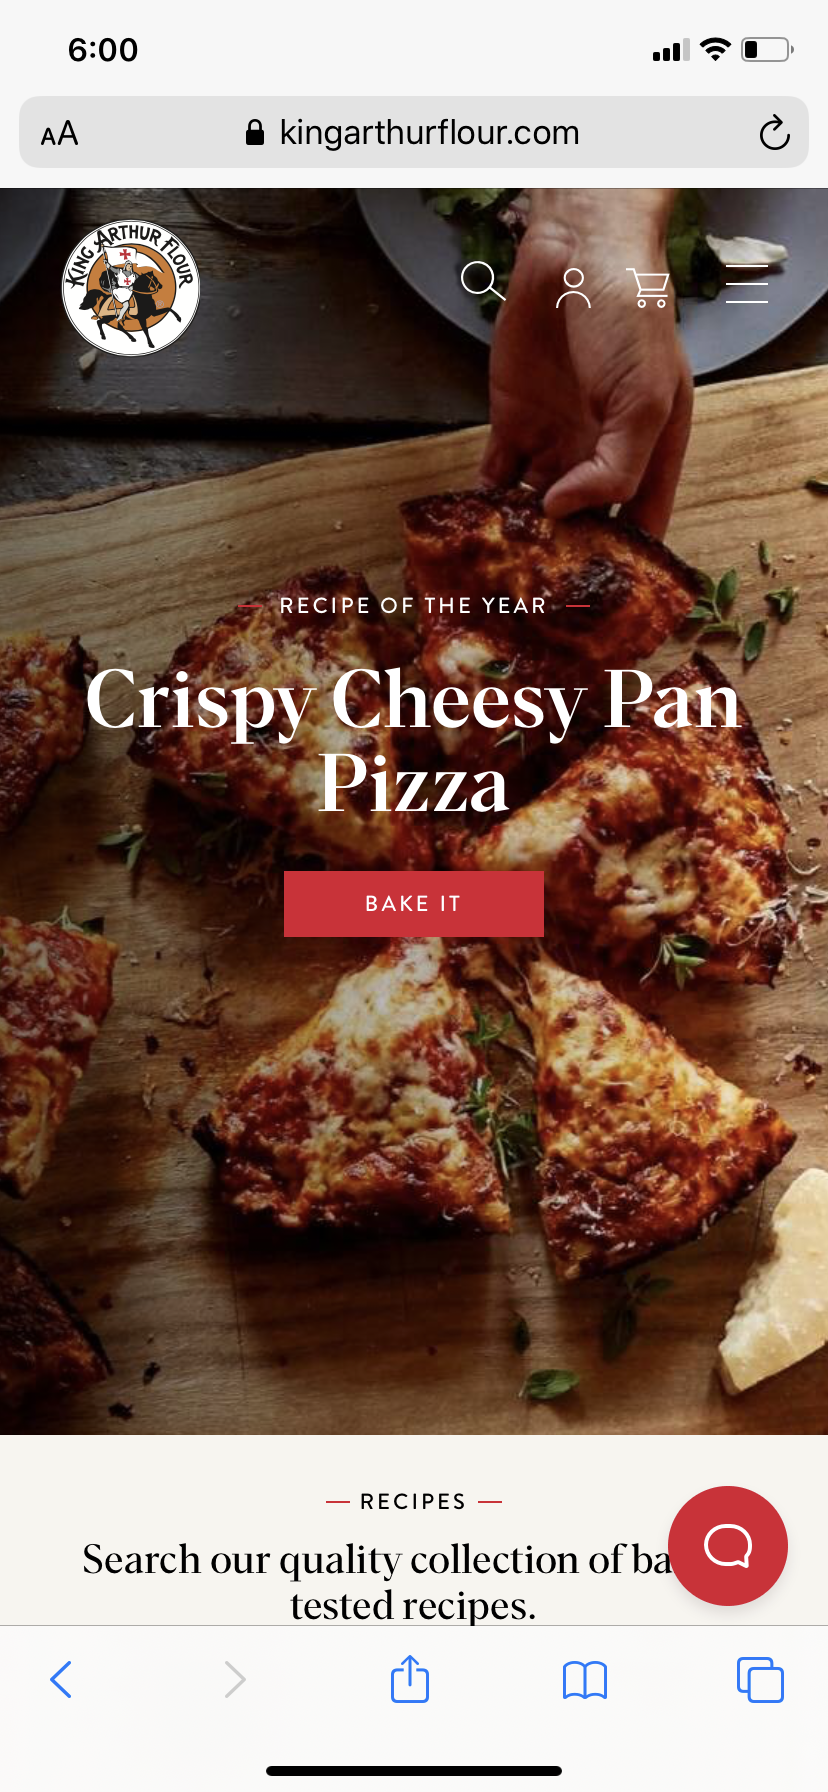 6:00
AA
kingarthurflour.com
KING ARTHUR FLOUR
RECIPE OF THE YEAR
Crispy Cheesy Pan
Pizza
BAKE IT
RECIPES
Search our quality collection of ba
tested recipes.